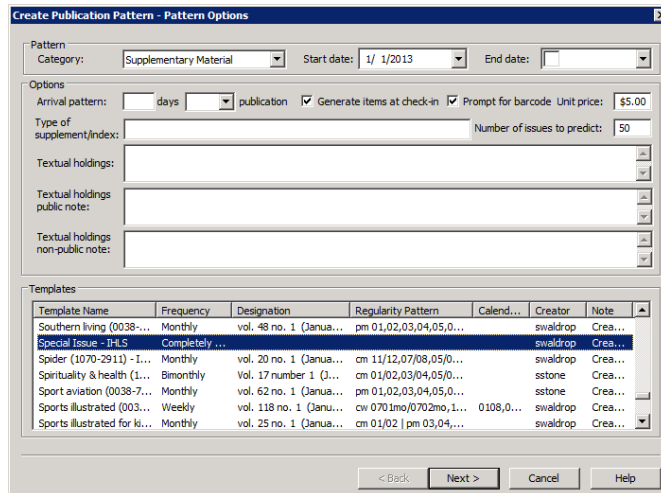 Create Publication Pattern - Pattern Options
Pattern
Category: Supplementary Material Start date: 1/ 1/2013 End date:
Options
Arrival pattern: days publication Generate items at check-in Prompt for barcode Unit price: $5.00
Type of
supplement/index: Number of issues to predict: 50
Textual holdings:
Textual holdings
public note:
Textual holdings
non-public note:
Templates
Template Name Frequency Designation Regularity Pattern Calend... Creator Note
Southern living (0038-... Monthly vol. 48 no. 1 (Janua... pm 01,02,03,04,05,0... swaldrop Crea...
Special Issue - IHLS Completely ... swaldrop Crea...
Spider (1070-2911) - I... Monthly vol. 20 no. 1 (Janua... cm 11/12,07/08,05/0... swaldrop Crea...
Spirituality & health (1... Bimonthly Vol. 17 number 1 (J... cm 01/02,03/04,05/0... sstone Crea...
Sport aviation (0038-7... Monthly vol. 62 no. 1 (Janua... pm 01,02,03,04,05,0... sstone Crea...
Sports illustrated (003... Weekly vol. 118 no. 1 (Janu... cw 0701mo/0702mo,1... 0108,0... swaldrop Crea...
Sports illustrated for ki... Monthly vol. 25 no. 1 (Janua... cm 01/02 | pm 03,04,... swaldrop Crea...
< Back Next > Cancel Help